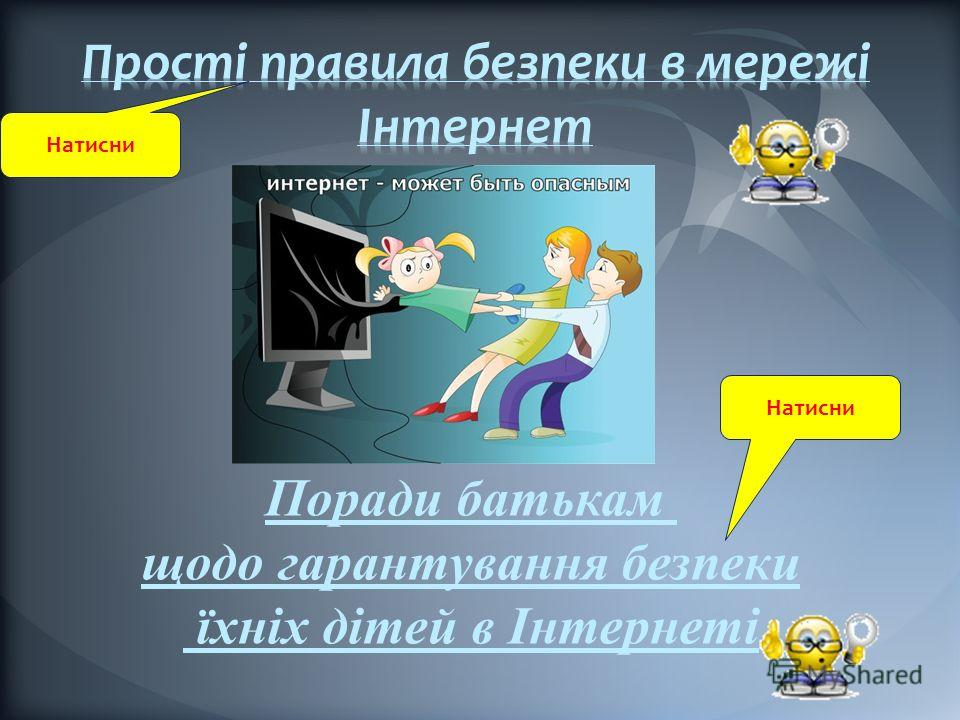 Прості правила безпеки в мережі
Інтернет
Натисни
интернет - может быть опасным
Натисни
Поради батькам
щодо гарантування безпеки
їхніх дітей в Інтернеті
MyShared